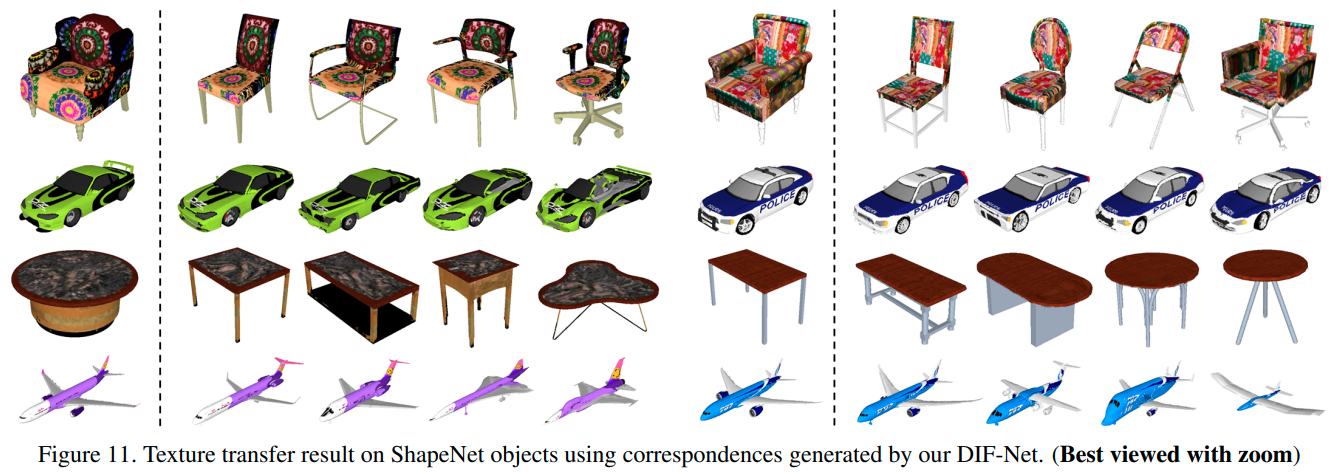 POLICE
POLICE
POLICE
POLICE
POLICE
Figure 11. Texture transfer result on ShapeNet objects using correspondences generated by our DIF-Net. (Best viewed with zoom)